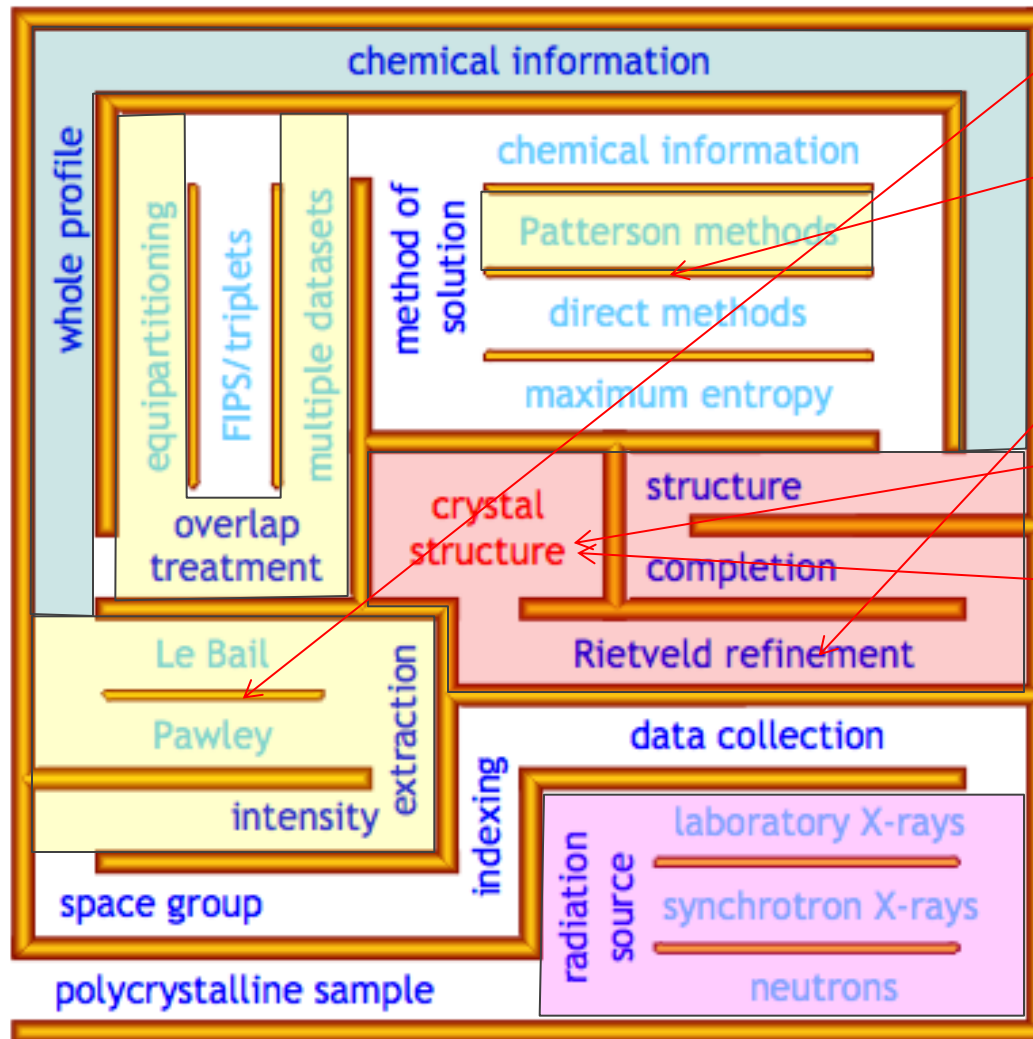 chemical information
whole profile
equipartitioning
FIPS/triplets
multiple datasets
overlap
treatment
method of
solution
chemical information
Patterson methods
direct methods
maximum entropy
crystal
structure
structure
completion
Rietveld refinement
Le Bail
Pawley
intensity
extraction
space group
indexing
data collection
radiation
source
laboratory X-rays
synchrotron X-rays
neutrons
polycrystalline sample